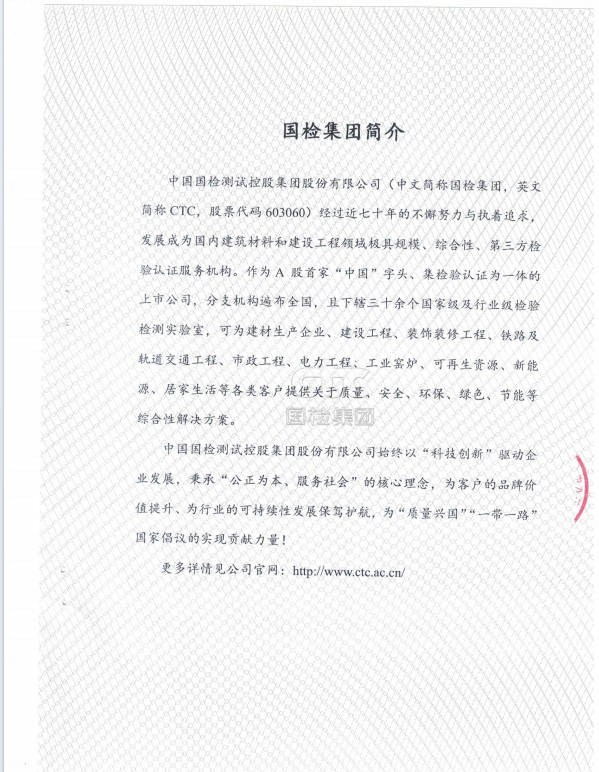 国检集团简介
中国国检测试控股集团股份有限公司（中文简称国检集团，英文
简称 CTC，股票代码 603060）经过近七十年的不懈努力与执着追求，
发展成为国内建筑材料和建设工程领域极具规模、综合性、第三方检
验认证服务机构。作为 A 股首家“中国”字头、集检验认证为一体的
上市公司，分支机构遍布全国，且下辖三十余个国家级及行业级检验
检测实验室，可为建材生产企业、建设工程、装饰装修工程、铁路及
轨道交通工程、市政工程、电力工程；工业窑炉、可再生资源、新能
源、居家生活等各类客户提供关于质量、安全、环保、绿色、节能等
综合性解决方案。
国检集团
中国国检测试控股集团股份有限公司始终以“科技创新”驱动企
业发展，秉承“公正为本、服务社会”的核心理念，为客户的品牌价
值提升、为行业的可持续性发展保驾护航，为“质量兴国”“一带一路”
国家倡议的实现贡献力量！
更多详情见公司官网：http://www.ctc.ac.cn/